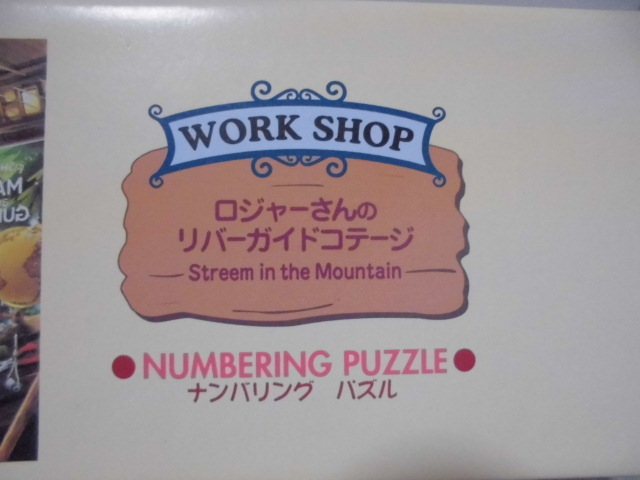 WORK SHOP
ロジャーさんの
リバーガイドコテージ
Streem in the Mountain
●NUMBERING PUZZLE●
ナンバリング パズル